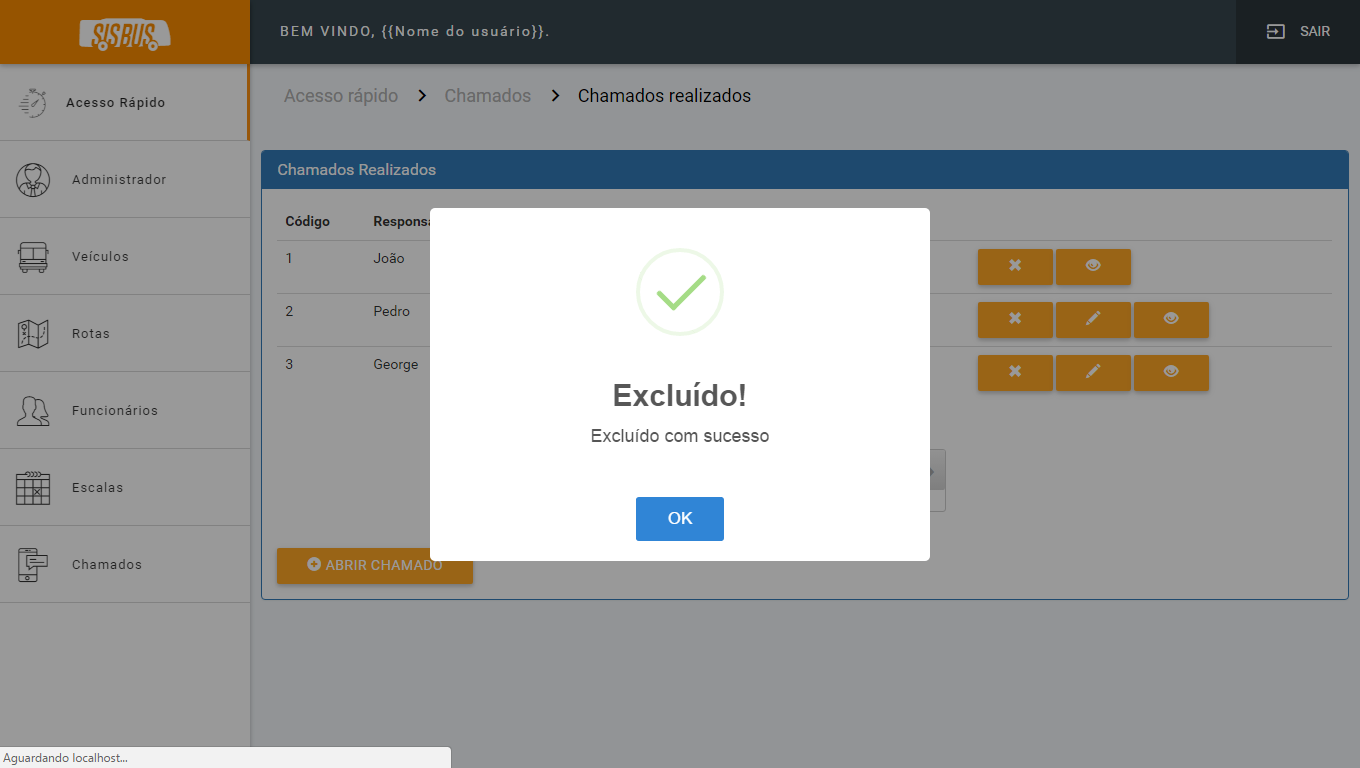 SISBUS
BEM VINDO, {{Nome do usuário}}.
SAIR
Acesso Rápido
Administrador
Veículos
Rotas
Funcionários
Escalas
Chamados
Acesso rápido
Chamados
Chamados realizados
Chamados Realizados
Código
1 João
2 Pedro
3 George
ABRIR CHAMADO
Excluído!
Excluído com sucesso
OK
Aguardando localhost...